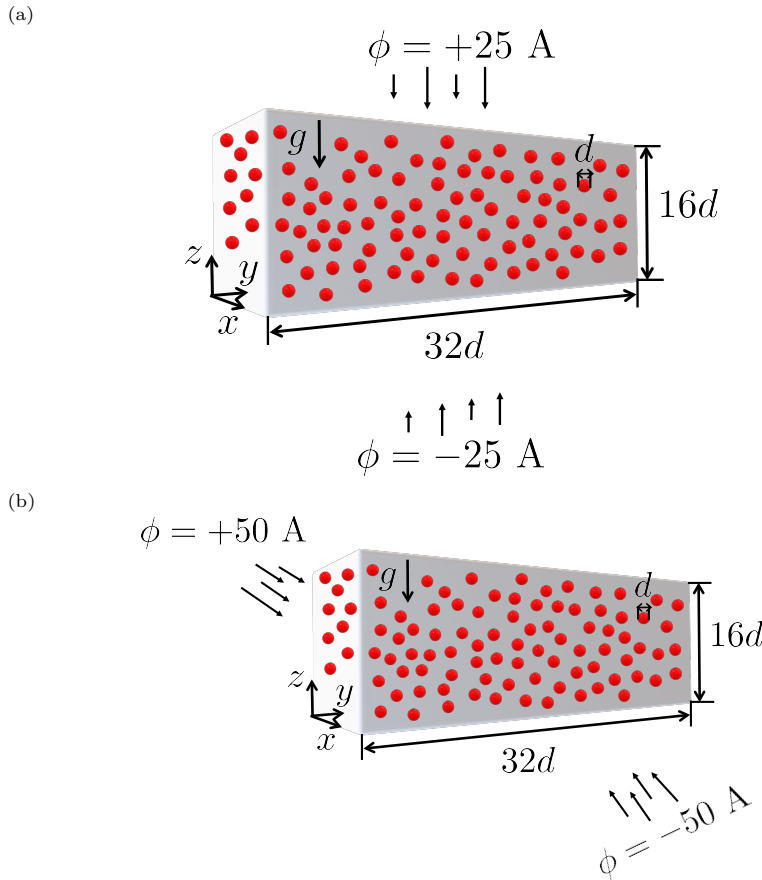 (a)
ϕ = +25 A
g
d
16d
z
y
x
32d
ϕ = −25 A
(b)
ϕ = +50 A
g
d
16d
z
y
x
32d
ϕ = −50 A